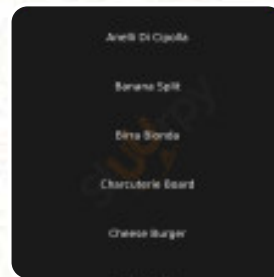 Anelli Di Cipolla
Banana Split
Birra Bionda
Charcuterie Board
Cheese Burger